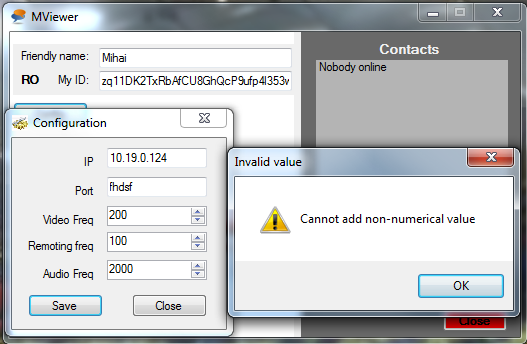 MViewer
Friendly name: Mihai
RO My ID: zq11DK2TxRbAfCU8GhQcP9ufp4l353v
Contacts
Nobody online
Configuration
IP 10.19.0.124
Port fhdsf
Video Freq 200
Remoting freq 100
Audio Freq 2000
Save Close
Invalid value
Cannot add non-numerical value
OK
Close